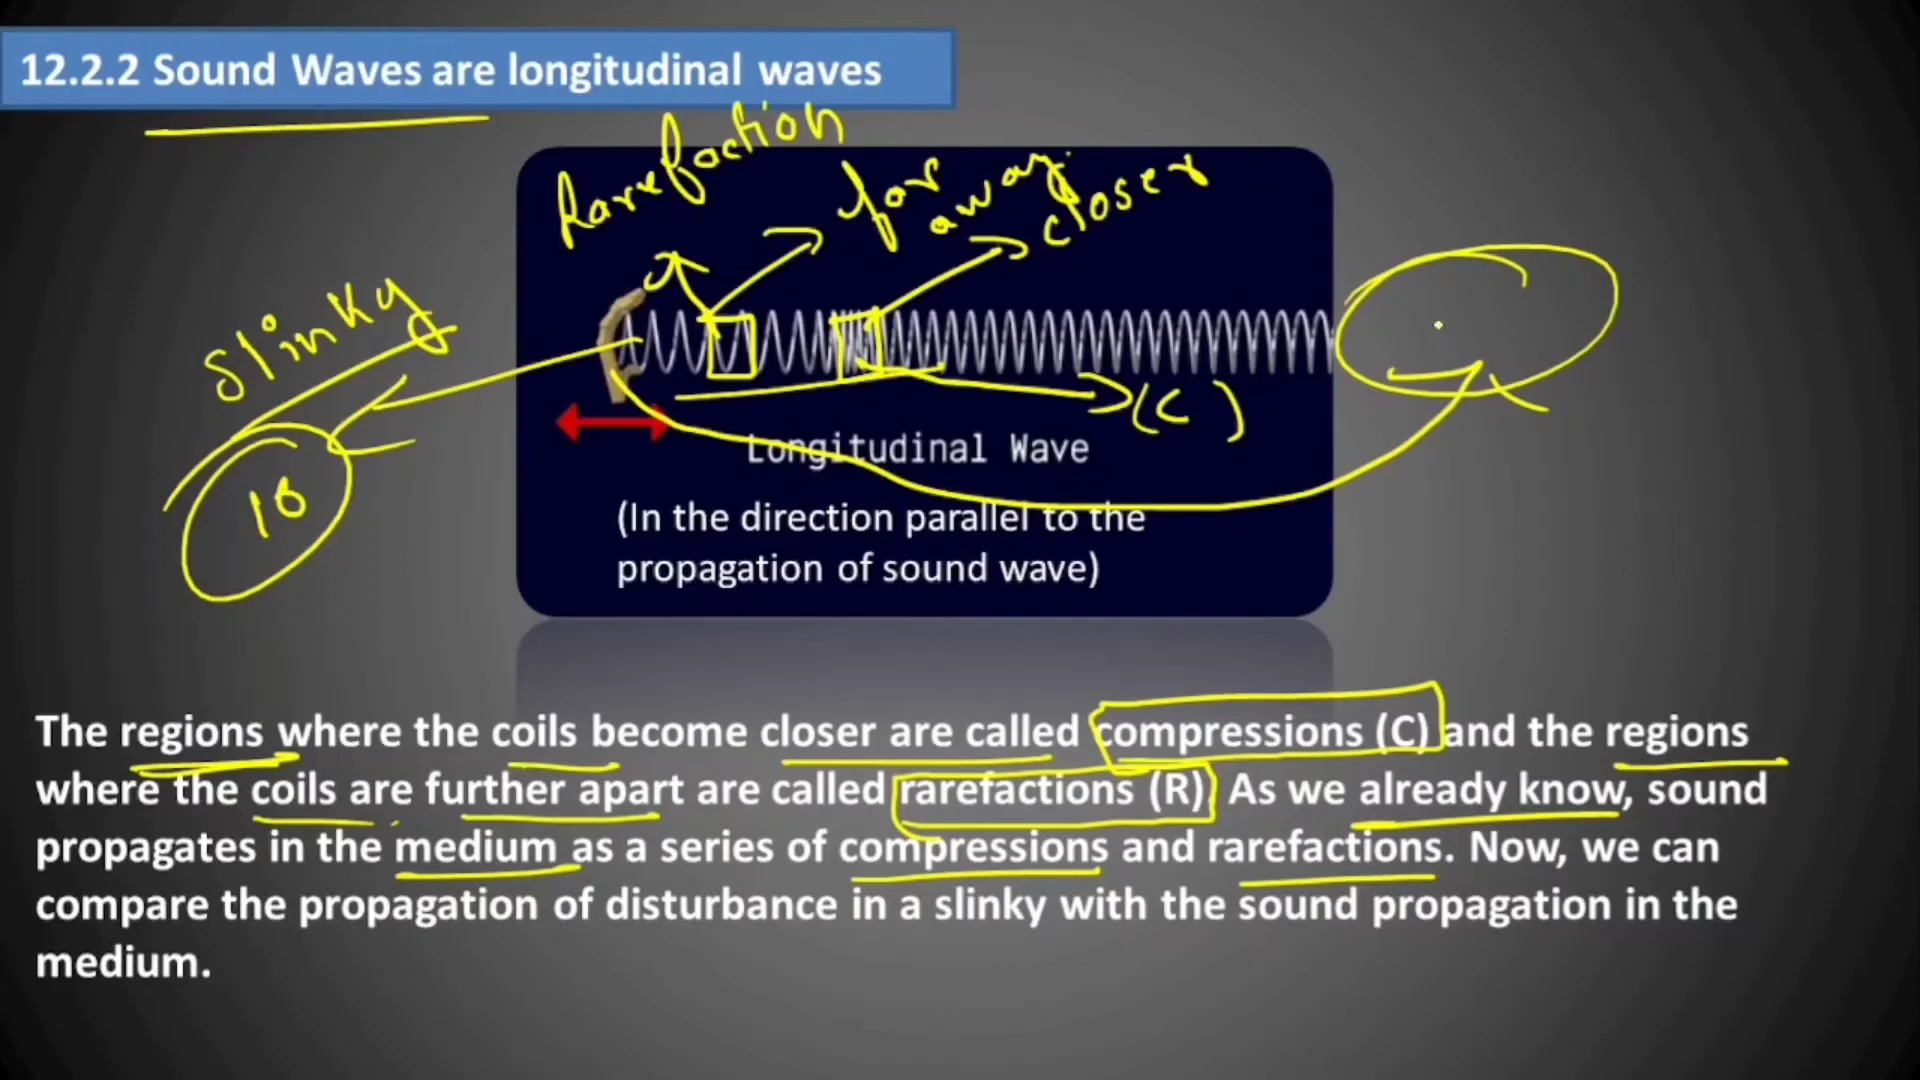 12.2.2 Sound Waves are longitudinal waves
Rarefaction
far away
closer
Slinky
(C)
10
Longitudinal Wave
(In the direction parallel to the
propagation of sound wave)
The regions where the coils become closer are called compressions (C) and the regions
where the coils are further apart are called rarefactions (R). As we already know, sound
propagates in the medium as a series of compressions and rarefactions. Now, we can
compare the propagation of disturbance in a slinky with the sound propagation in the
medium.